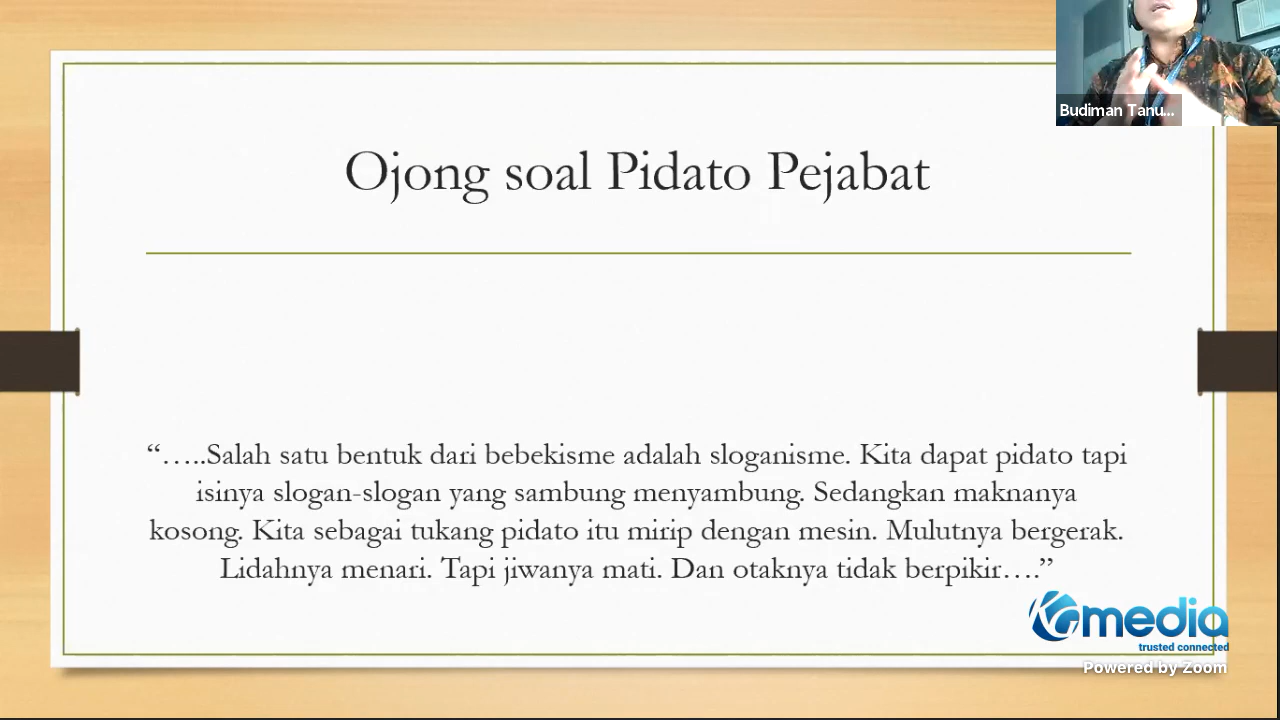 Budiman Tanu...
Ojong soal Pidato Pejabat
“…..Salah satu bentuk dari bebekisme adalah sloganisme. Kita dapat pidato tapi
isinya slogan-slogan yang sambung menyambung. Sedangkan maknanya
kosong. Kita sebagai tukang pidato itu mirip dengan mesin. Mulutnya bergerak.
Lidahnya menari. Tapi jiwanya mati. Dan otaknya tidak berpikir….”
media
trusted connected
Powered by Zoom